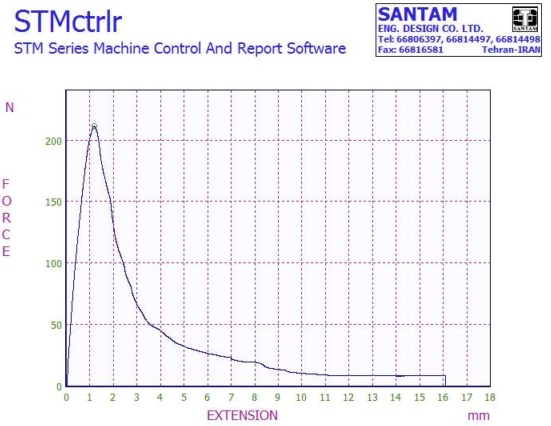 STMctrlr
STM Series Machine Control And Report Software
SANTAM
ENG. DESIGN CO. LTD.
Tel: 66806397, 66814497, 66814498
Fax: 66816581 Tehran-IRAN
SANTAM
N
FORCE
200
150
100
50
0
0 1 2 3 4 5 6 7 8 9 10 11 12 13 14 15 16 17 18
EXTENSION mm